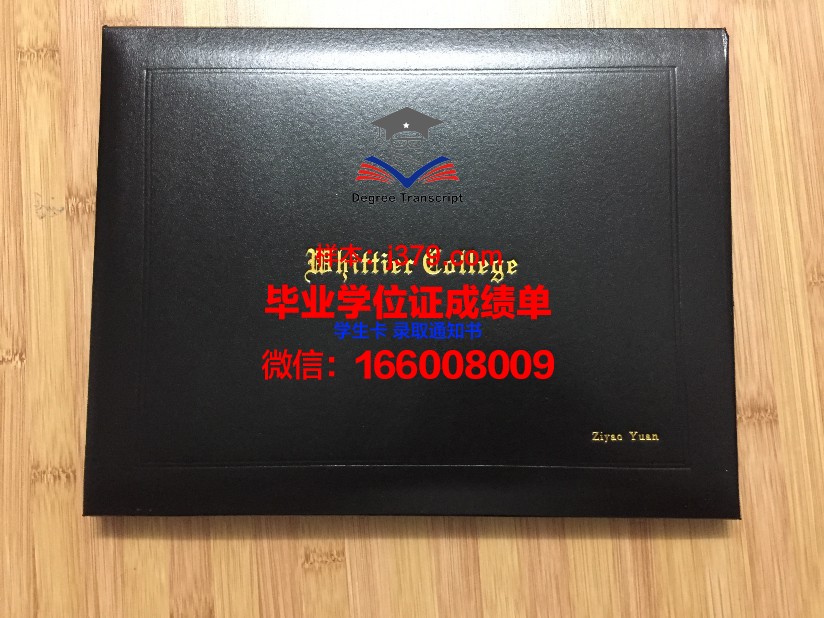 Degree Transcript
样本：j379.com
Whittier College
毕业学位证成绩单
学生卡 录取通知书
微信：166008009
Ziyao Yuan